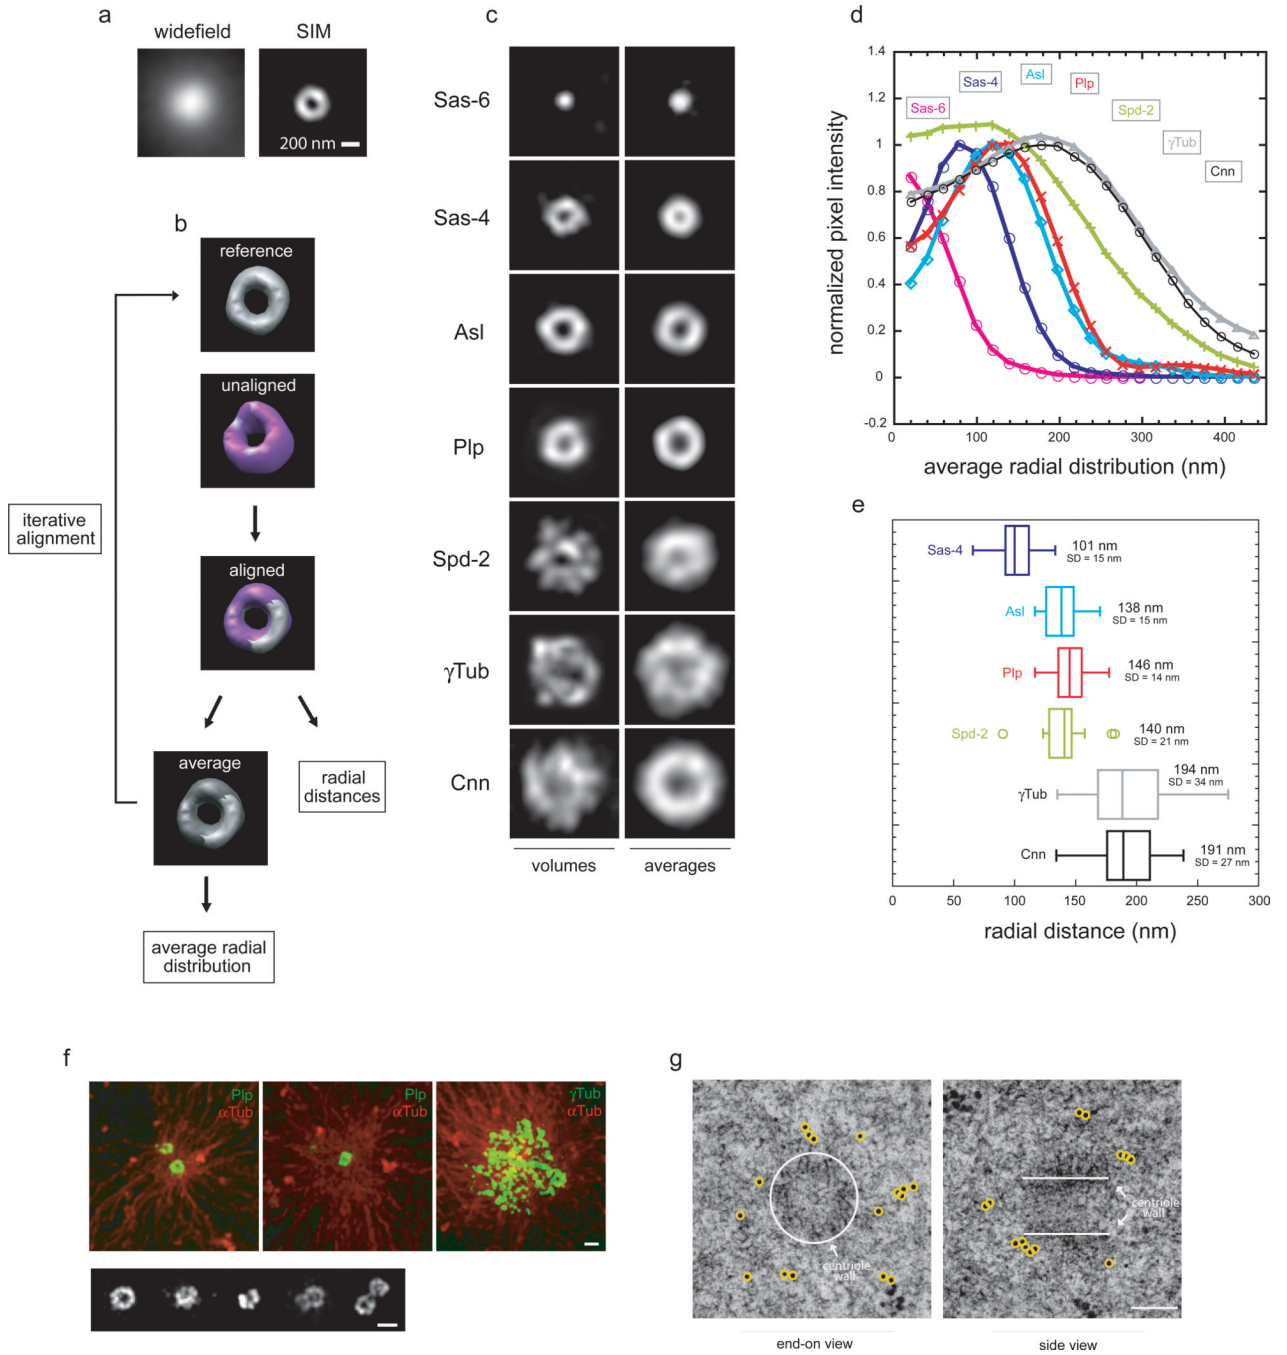 a
widefield
SIM
200 nm
b
reference
unaligned
iterative
alignment
aligned
average
radial
distances
average radial
distribution
c
Sas-6
Sas-4
Asl
Plp
Spd-2
γTub
Cnn
volumes
averages
d
1.4
1.2
1
0.8
0.6
0.4
0.2
0
-0.2
normalized pixel intensity
Sas-6
Sas-4
Asl
Plp
Spd-2
γTub
Cnn
0
100
200
300
400
average radial distribution (nm)
e
Sas-4
101 nm
SD = 15 nm
Asl
138 nm
SD = 15 nm
Plp
146 nm
SD = 14 nm
Spd-2
140 nm
SD = 21 nm
γTub
194 nm
SD = 34 nm
Cnn
191 nm
SD = 27 nm
0
50
100
150
200
250
300
radial distance (nm)
f
Plp
αTub
Plp
αTub
γTub
αTub
g
centriole
wall
centriole
wall
end-on view
side view